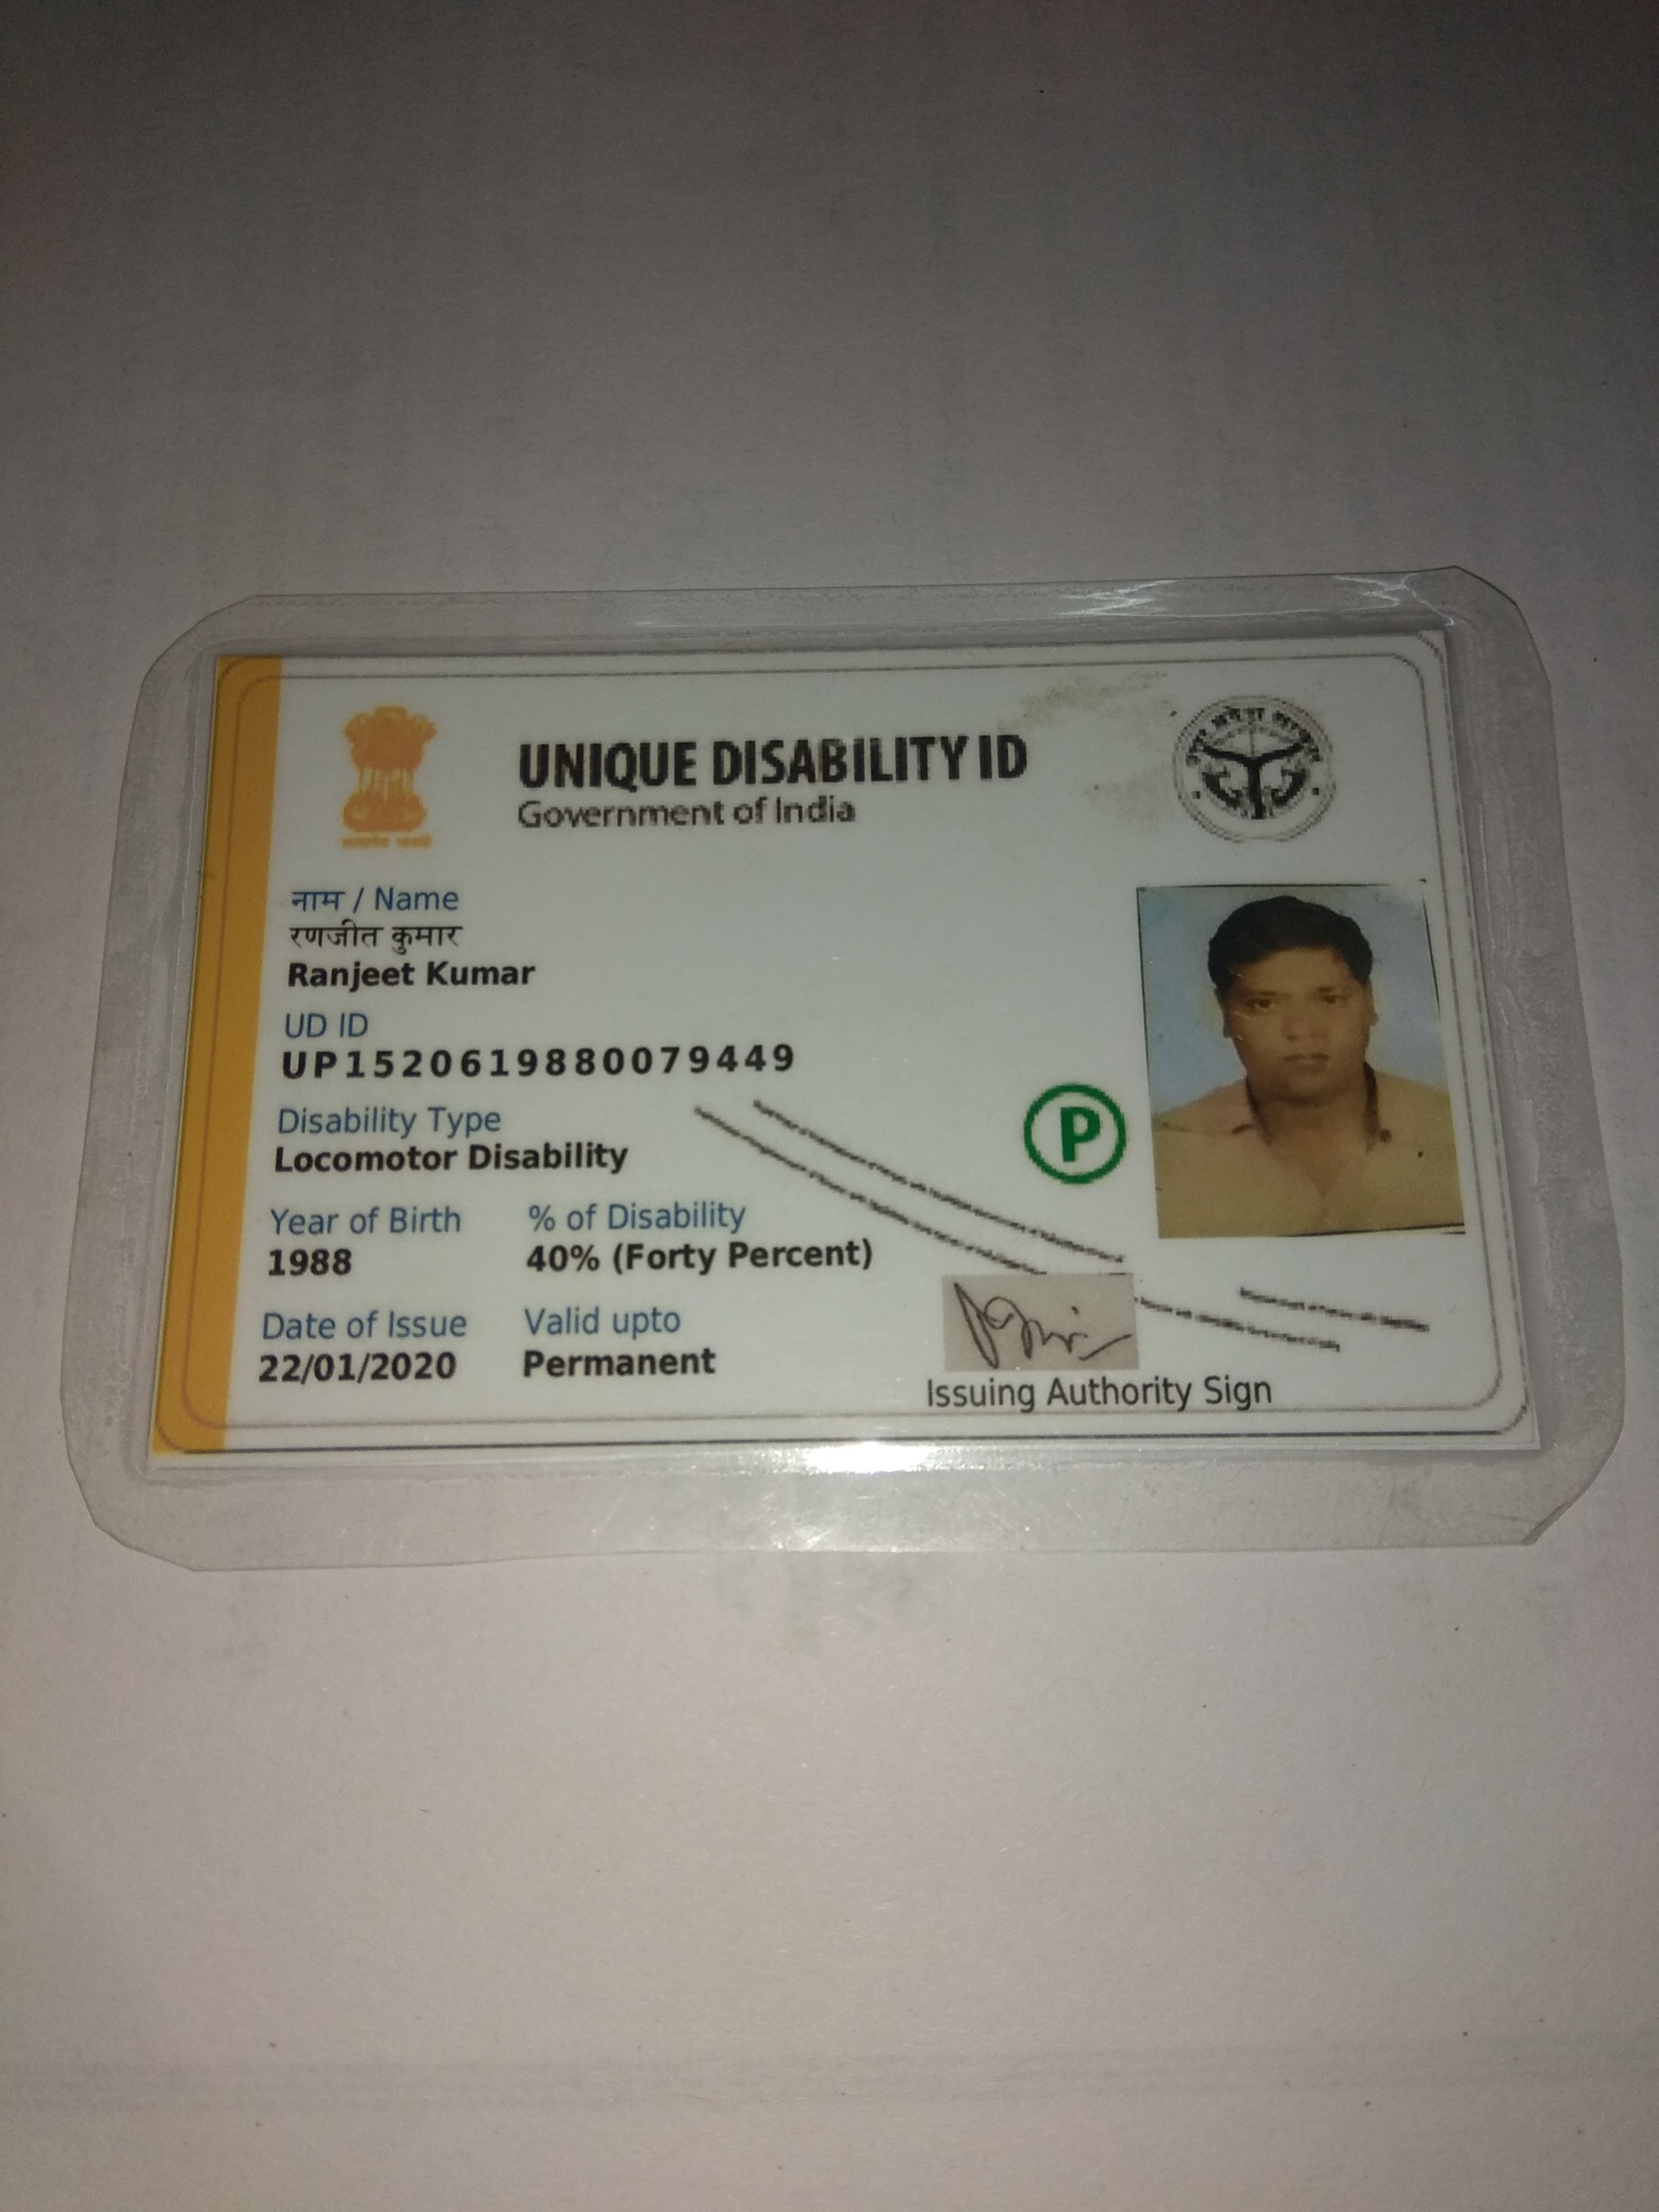 UNIQUE DISABILITY ID
Government of India
नाम / Name
रणजीत कुमार
Ranjeet Kumar
UD ID
UP1520619880079449
Disability Type
Locomotor Disability
P
Year of Birth
% of Disability
1988
40% (Forty Percent)
Date of Issue
Valid upto
22/01/2020
Permanent
Issuing Authority Sign